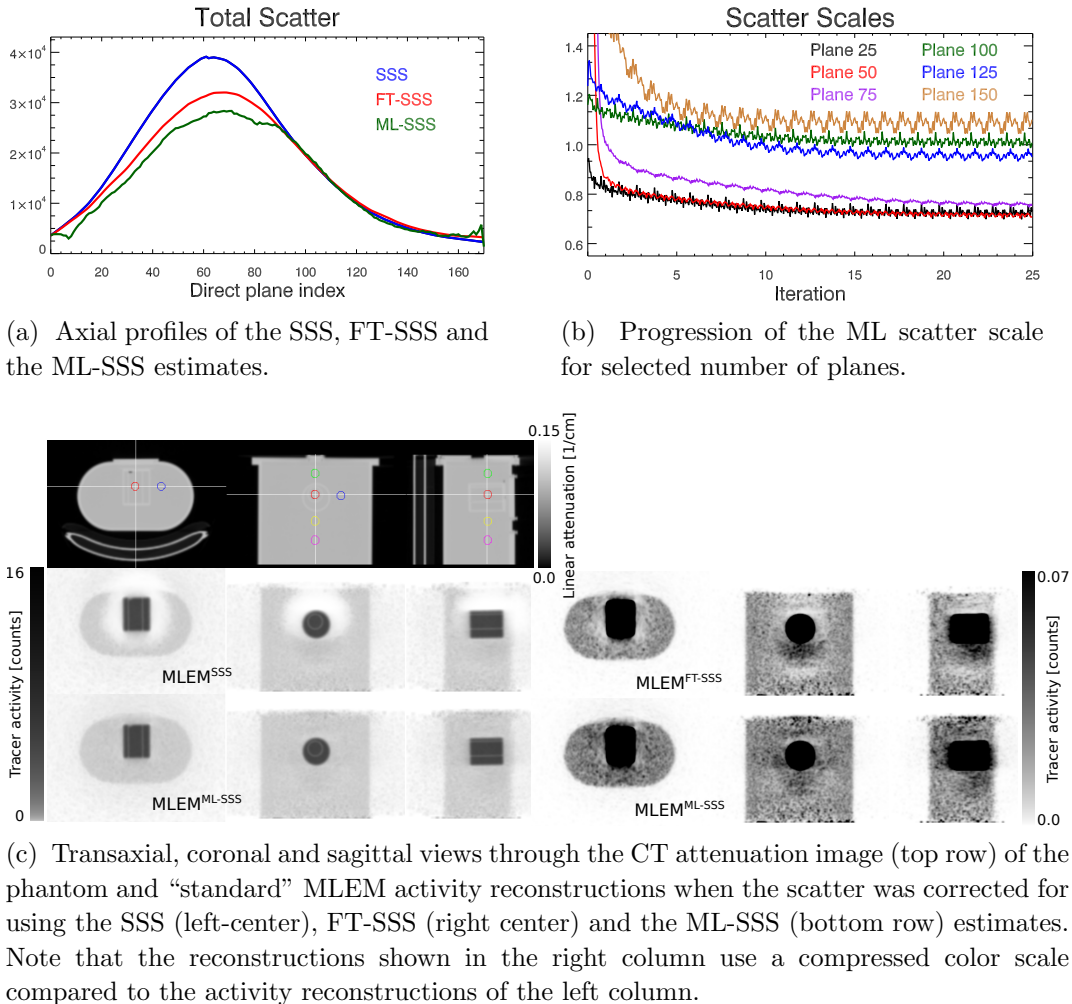 Total Scatter
4×10⁴
3×10⁴
2×10⁴
1×10⁴
0
SSS
FT-SSS
ML-SSS
0 20 40 60 80 100 120 140 160
Direct plane index
(a) Axial profiles of the SSS, FT-SSS and
the ML-SSS estimates.
Scatter Scales
1.4
1.2
1.0
0.8
0.6
Plane 25 Plane 100
Plane 50 Plane 125
Plane 75 Plane 150
0 5 10 15 20 25
Iteration
(b) Progression of the ML scatter scale
for selected number of planes.
0.15
Linear attenuation [1/cm]
0.0
16
Tracer activity [counts]
0
MLEM^SSS
MLEM^ML-SSS
MLEM^FT-SSS
MLEM^ML-SSS
0.07
Tracer activity [counts]
0.0
(c) Transaxial, coronal and sagittal views through the CT attenuation image (top row) of the
phantom and “standard” MLEM activity reconstructions when the scatter was corrected for
using the SSS (left-center), FT-SSS (right center) and the ML-SSS (bottom row) estimates.
Note that the reconstructions shown in the right column use a compressed color scale
compared to the activity reconstructions of the left column.